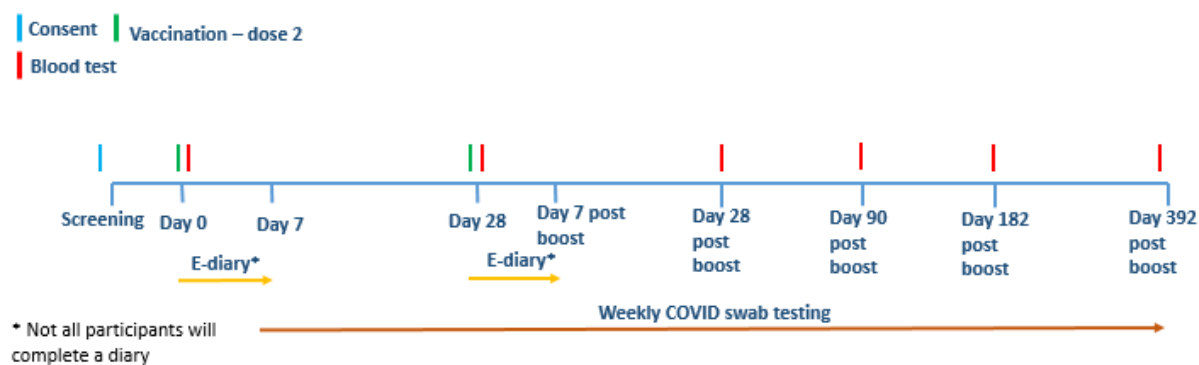 Consent
Vaccination – dose 2
Blood test
Screening
Day 0
Day 7
Day 28
Day 7 post
boost
Day 28
post
boost
Day 90
post
boost
Day 182
post
boost
Day 392
post
boost
E-diary*
E-diary*
Weekly COVID swab testing
* Not all participants will
complete a diary